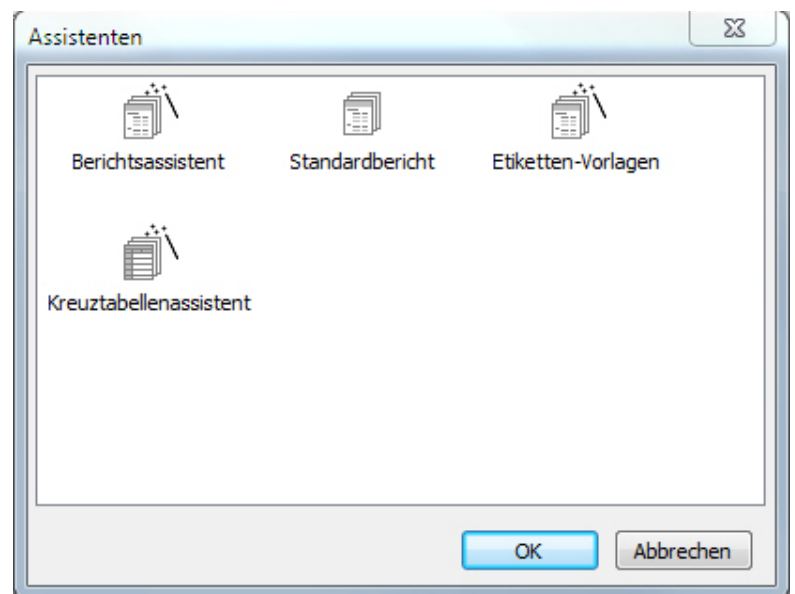 Assistenten
Berichtsassistent Standardbericht Etiketten-Vorlagen
Kreuztabellenassistent
OK Abbrechen